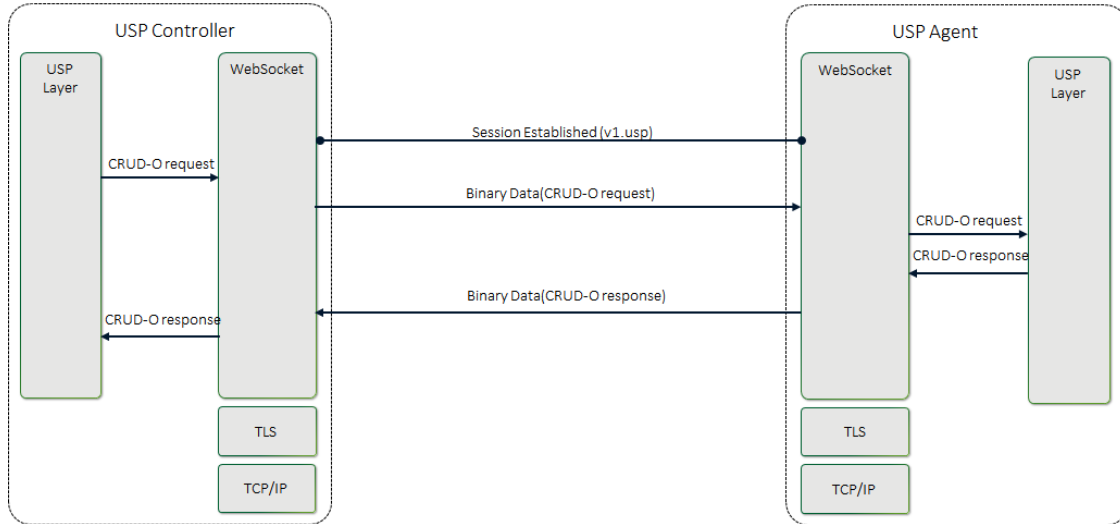 USP Controller
USP Agent
USP
Layer
WebSocket
WebSocket
USP
Layer
Session Established (v1.usp)
CRUD-O request
Binary Data(CRUD-O request)
CRUD-O request
CRUD-O response
Binary Data(CRUD-O response)
CRUD-O response
TLS
TLS
TCP/IP
TCP/IP